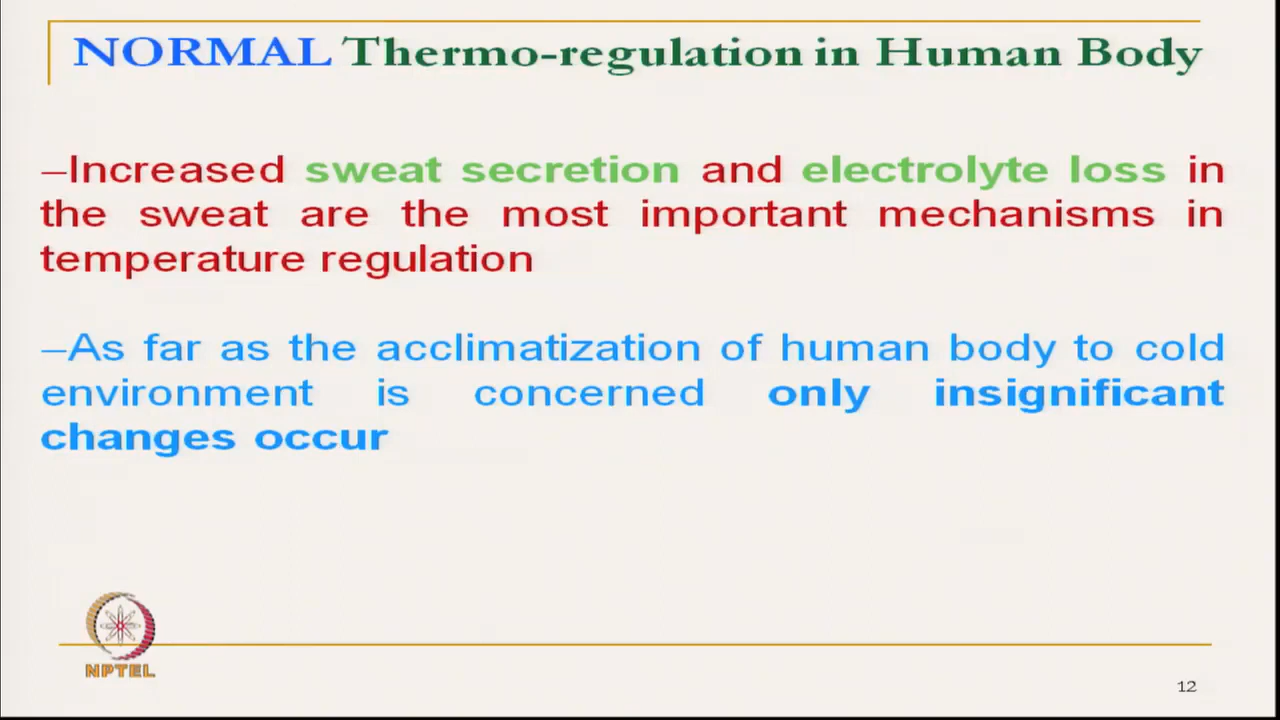 NORMAL Thermo-regulation in Human Body
–Increased sweat secretion and electrolyte loss in
the sweat are the most important mechanisms in
temperature regulation
–As far as the acclimatization of human body to cold
environment is concerned only insignificant
changes occur
NPTEL
12